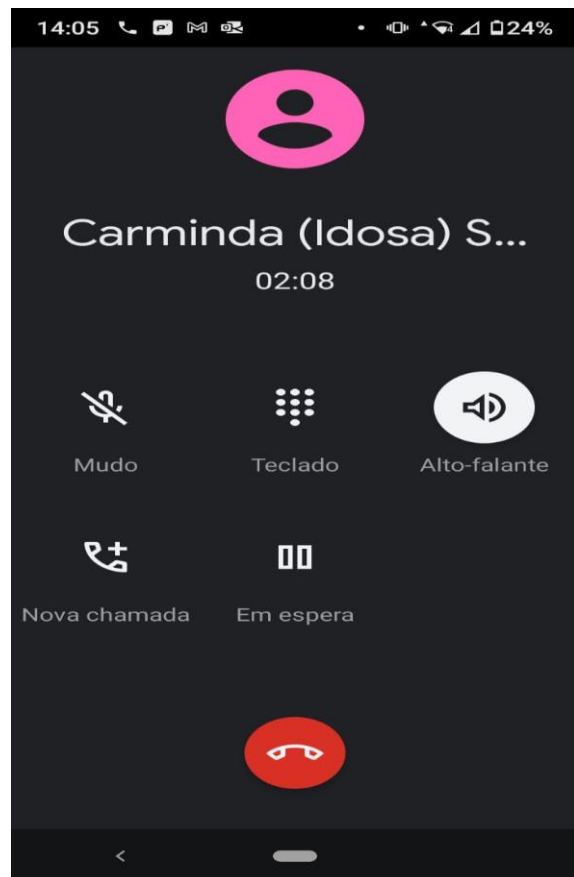 14:05 24%
Carminda (Idosa) S...
02:08
Mudo Teclado Alto-falante
Nova chamada Em espera